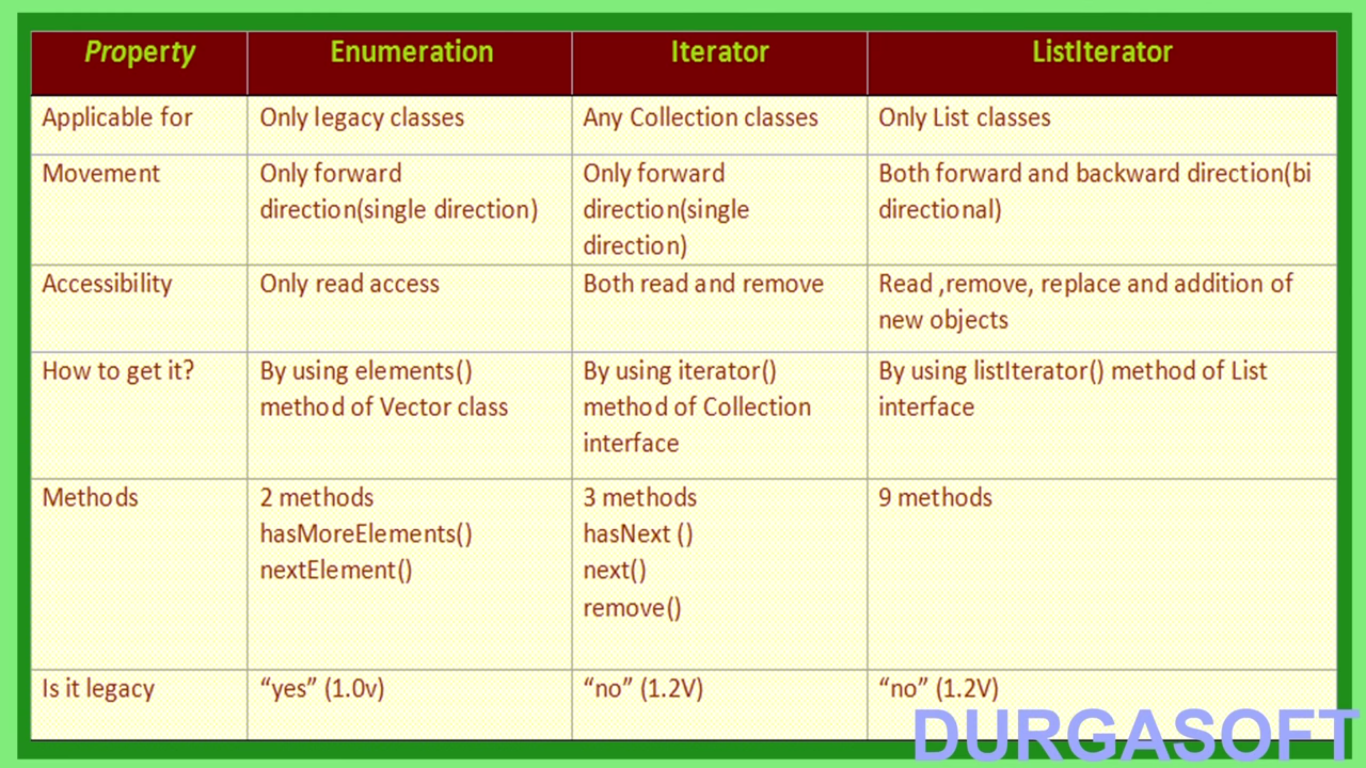 Property Enumeration Iterator ListIterator
Applicable for Only legacy classes Any Collection classes Only List classes
Movement Only forward Only forward Both forward and backward direction(bi
direction(single direction) direction(single directional)
direction)
Accessibility Only read access Both read and remove Read ,remove, replace and addition of
new objects
How to get it? By using elements() By using iterator() By using listIterator() method of List
method of Vector class method of Collection interface
interface
Methods 2 methods 3 methods 9 methods
hasMoreElements() hasNext ()
nextElement() next()
remove()
Is it legacy “yes” (1.0v) “no” (1.2V) “no” (1.2V)
DURGASOFT